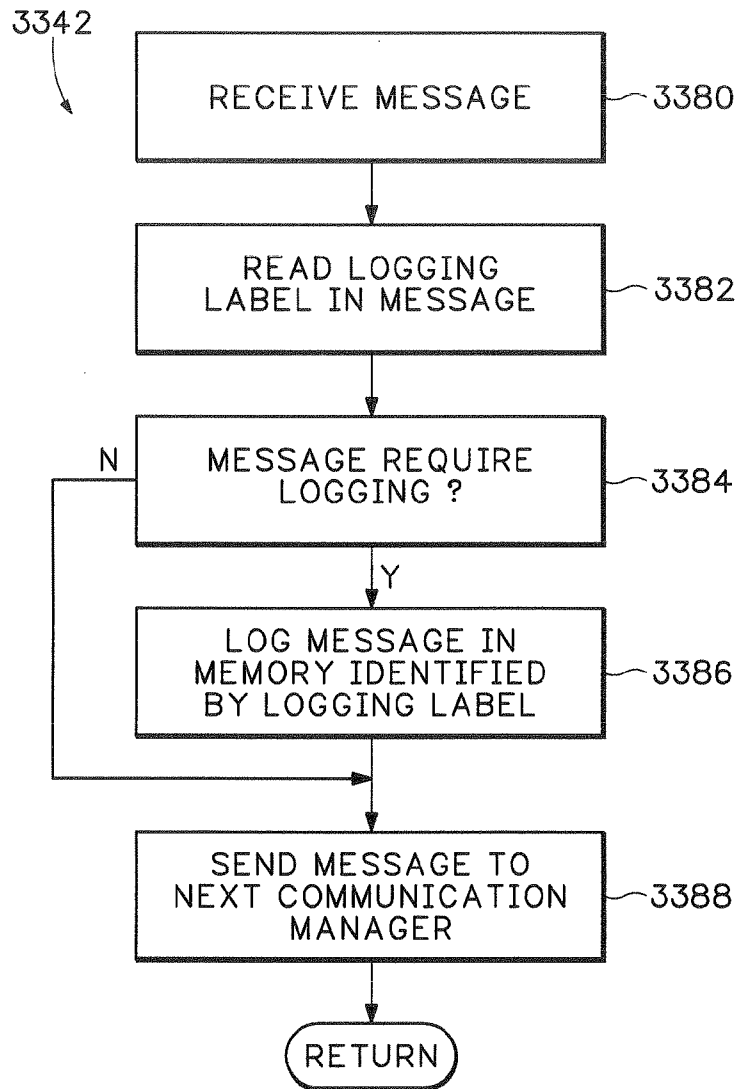 3342
RECEIVE MESSAGE
3380
READ LOGGING
LABEL IN MESSAGE
3382
N
MESSAGE REQUIRE
LOGGING ?
3384
Y
LOG MESSAGE IN
MEMORY IDENTIFIED
BY LOGGING LABEL
3386
SEND MESSAGE TO
NEXT COMMUNICATION
MANAGER
3388
RETURN